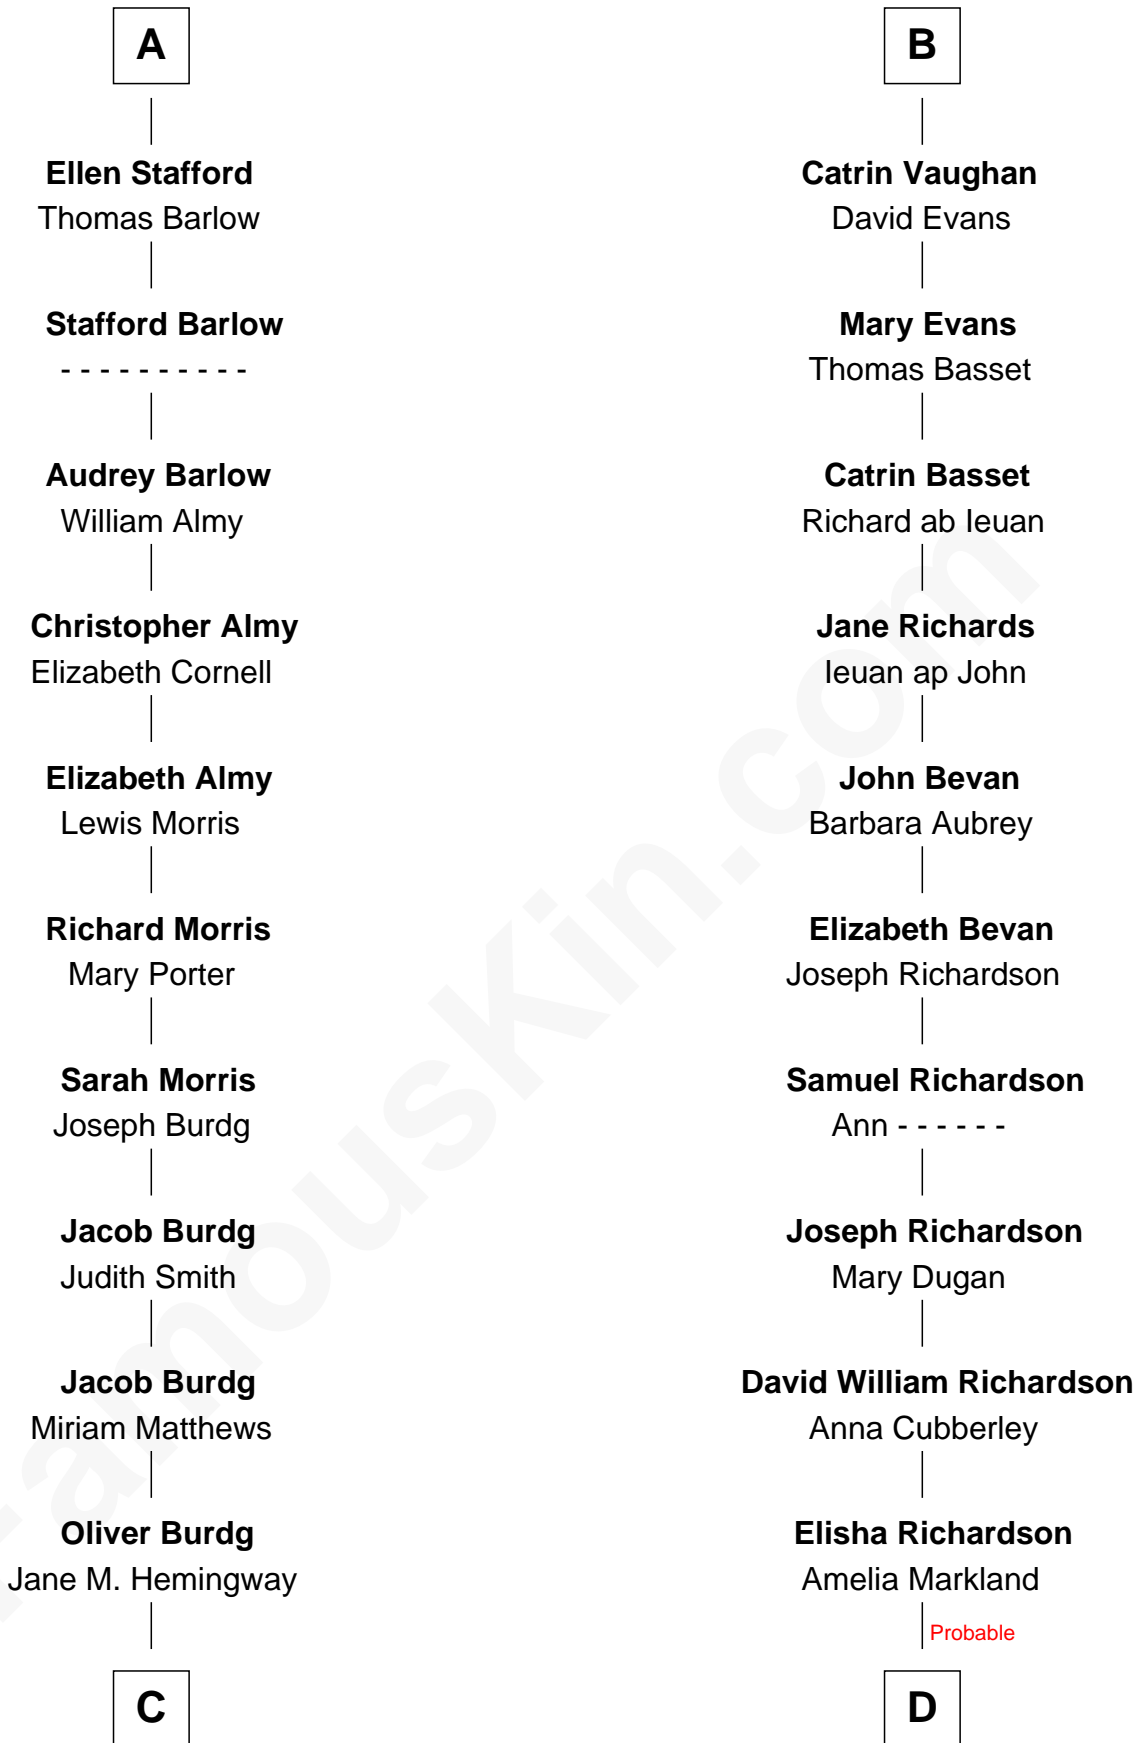 A
Ellen Stafford
Thomas Barlow
Stafford Barlow
- - - - - - - - - -
Audrey Barlow
William Almy
Christopher Almy
Elizabeth Cornell
Elizabeth Almy
Lewis Morris
Richard Morris
Mary Porter
Sarah Morris
Joseph Burdg
Jacob Burdg
Judith Smith
Jacob Burdg
Miriam Matthews
Oliver Burdg
Jane M. Hemingway
C
B
Catrin Vaughan
David Evans
Mary Evans
Thomas Basset
Catrin Basset
Richard ab Ieuan
Jane Richards
Ieuan ap John
John Bevan
Barbara Aubrey
Elizabeth Bevan
Joseph Richardson
Samuel Richardson
Ann - - - - - -
Joseph Richardson
Mary Dugan
David William Richardson
Anna Cubberley
Elisha Richardson
Amelia Markland
Probable
D
FamousKin.com